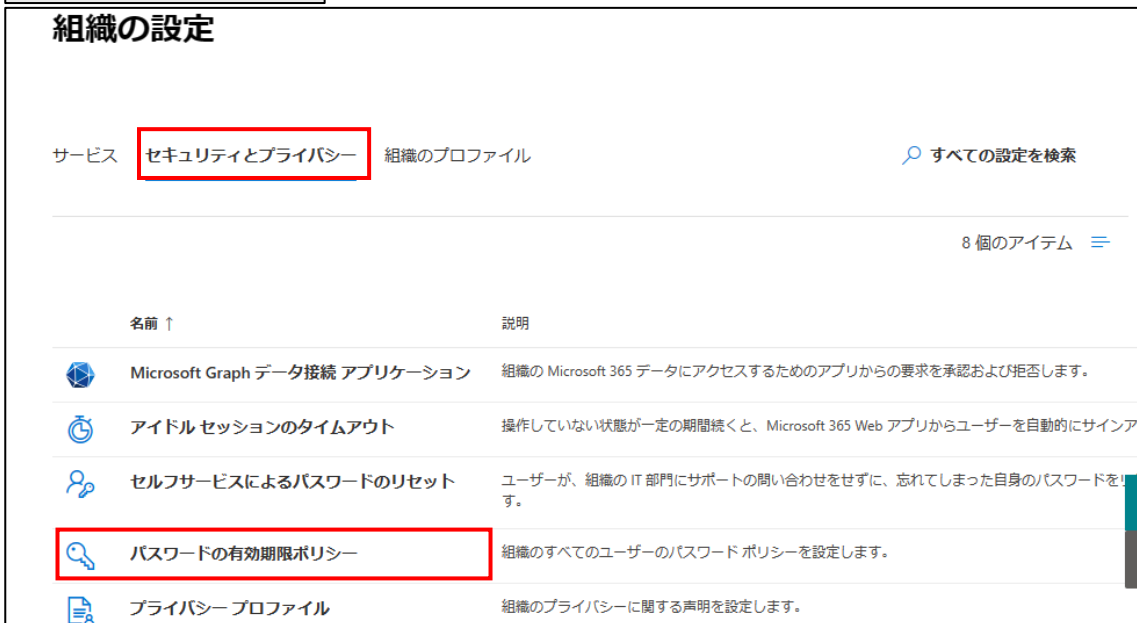 組織の設定
サービス セキュリティとプライバシー 組織のプロファイル すべての設定を検索
8 個のアイテム
名前 ↑ 説明
Microsoft Graph データ接続 アプリケーション 組織の Microsoft 365 データにアクセスするためのアプリからの要求を承認および拒否します。
アイドル セッションのタイムアウト 操作していない状態が一定の期間続くと、Microsoft 365 Web アプリからユーザーを自動的にサインア
セルフサービスによるパスワードのリセット ユーザーが、組織の IT 部門にサポートの問い合わせをせずに、忘れてしまった自身のパスワードを
す。
パスワードの有効期限ポリシー 組織のすべてのユーザーのパスワード ポリシーを設定します。
プライバシー プロファイル 組織のプライバシーに関する声明を設定します。